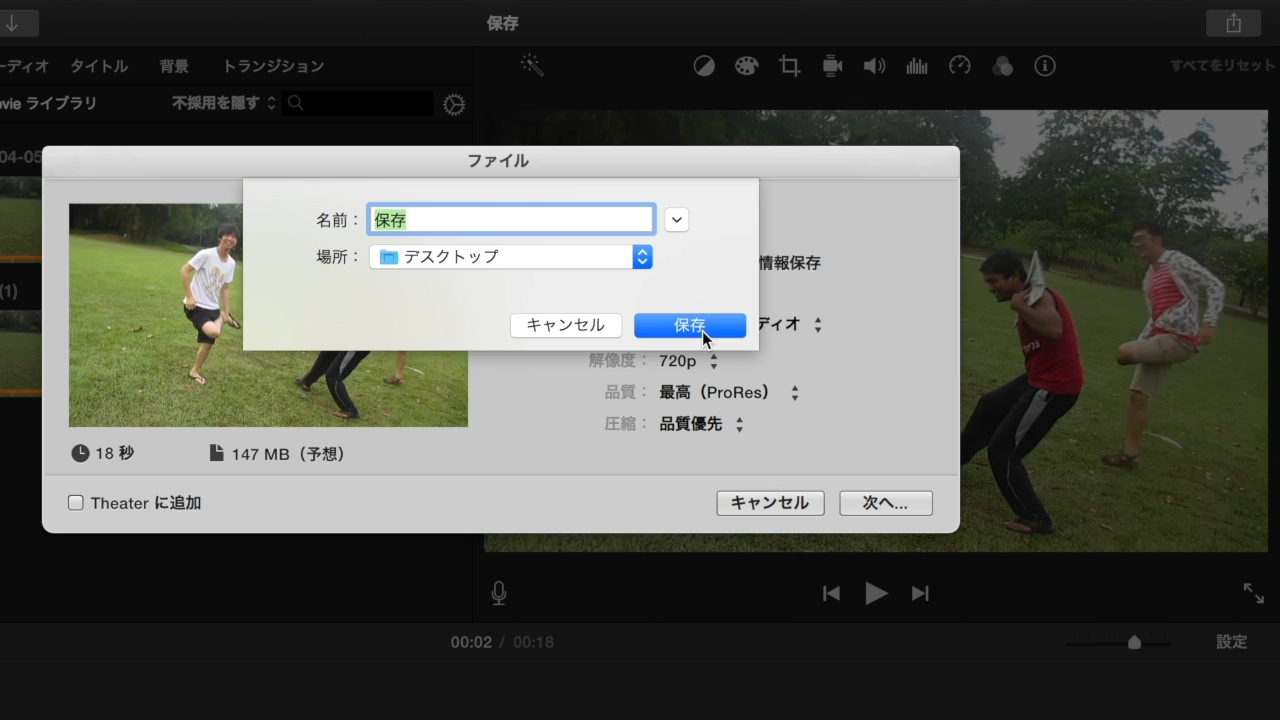 保存
ーディオ タイトル 背景 トランジション
すべてをリセット
ovie ライブラリ 不採用を隠す
04-05
(1)
ファイル
名前： 保存
場所： デスクトップ
キャンセル 保存
情報保存
ディオ
解像度： 720p
品質： 最高（ProRes）
圧縮： 品質優先
18 秒 147 MB（予想）
Theater に追加 キャンセル 次へ...
00:02 / 00:18 設定